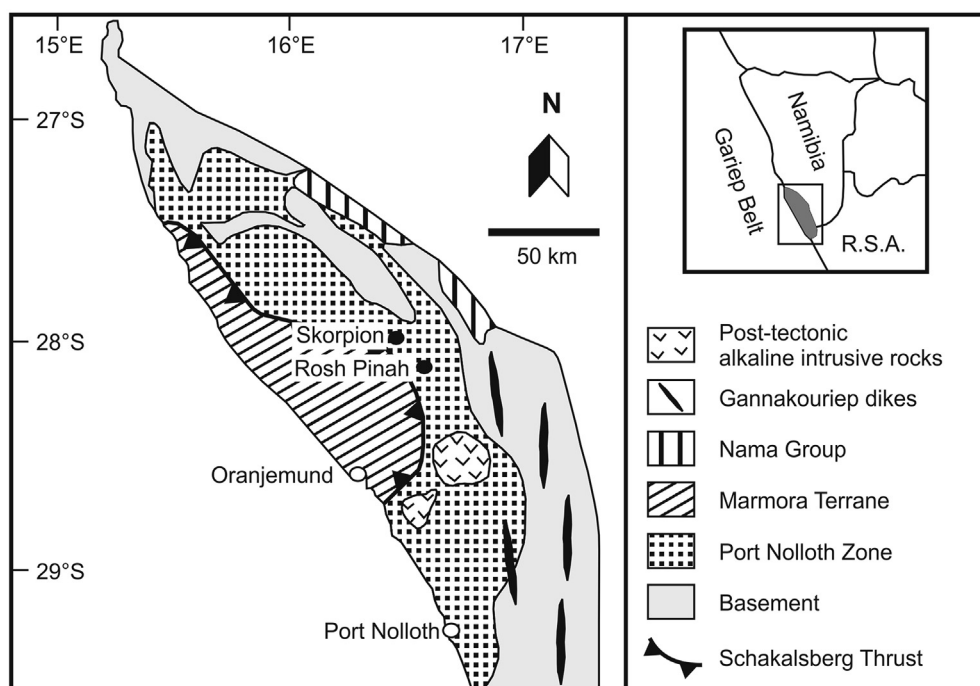 15°E
16°E
17°E
27°S
28°S
29°S
N
50 km
Skorpion
Rosh Pinah
Oranjemund
Port Nolloth
Namibia
Gariep Belt
R.S.A.
Post-tectonic
alkaline intrusive rocks
Gannakouriep dikes
Nama Group
Marmora Terrane
Port Nolloth Zone
Basement
Schakalsberg Thrust